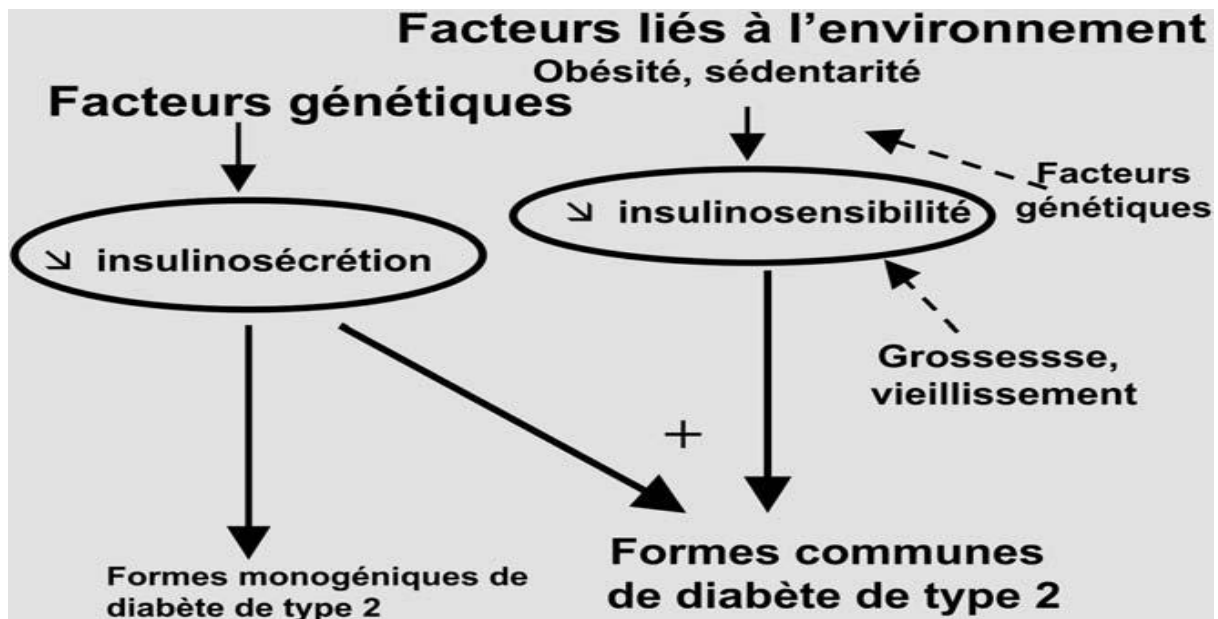 Facteurs liés à l'environnement
Obésité, sédentarité
Facteurs génétiques
Facteurs
génétiques
↘ insulinosensibilité
↘ insulinosécrétion
Grossessse,
vieillissement
+
Formes monogéniques de
diabète de type 2
Formes communes
de diabète de type 2